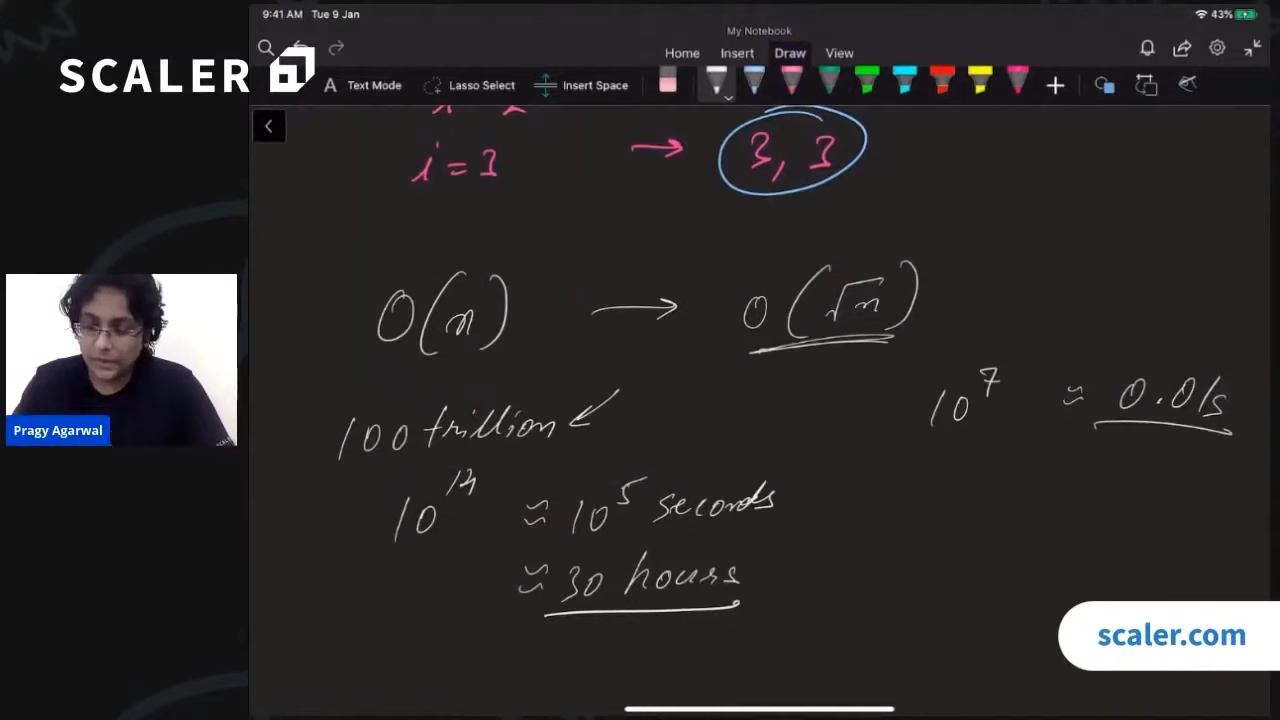 9:41 AM Tue 9 Jan
43%
My Notebook
SCALER
Home Insert Draw View
Text Mode Lasso Select Insert Space
i = 3 → 3, 3
O(n) → O(√n)
10^7 ≈ 0.01s
100 trillion
10^14 ≈ 10^5 seconds
≈ 30 hours
Pragy Agarwal
scaler.com